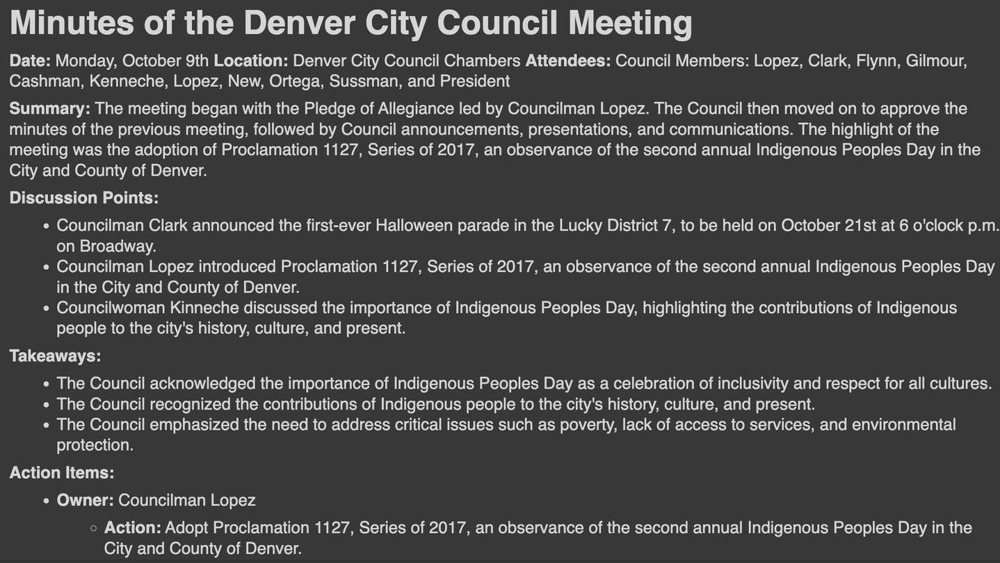 Minutes of the Denver City Council Meeting
Date: Monday, October 9th Location: Denver City Council Chambers Attendees: Council Members: Lopez, Clark, Flynn, Gilmour,
Cashman, Kenneche, Lopez, New, Ortega, Sussman, and President
Summary: The meeting began with the Pledge of Allegiance led by Councilman Lopez. The Council then moved on to approve the
minutes of the previous meeting, followed by Council announcements, presentations, and communications. The highlight of the
meeting was the adoption of Proclamation 1127, Series of 2017, an observance of the second annual Indigenous Peoples Day in the
City and County of Denver.
Discussion Points:
• Councilman Clark announced the first-ever Halloween parade in the Lucky District 7, to be held on October 21st at 6 o'clock p.m.
on Broadway.
• Councilman Lopez introduced Proclamation 1127, Series of 2017, an observance of the second annual Indigenous Peoples Day
in the City and County of Denver.
• Councilwoman Kinneche discussed the importance of Indigenous Peoples Day, highlighting the contributions of Indigenous
people to the city's history, culture, and present.
Takeaways:
• The Council acknowledged the importance of Indigenous Peoples Day as a celebration of inclusivity and respect for all cultures.
• The Council recognized the contributions of Indigenous people to the city's history, culture, and present.
• The Council emphasized the need to address critical issues such as poverty, lack of access to services, and environmental
protection.
Action Items:
• Owner: Councilman Lopez
◦ Action: Adopt Proclamation 1127, Series of 2017, an observance of the second annual Indigenous Peoples Day in the
City and County of Denver.